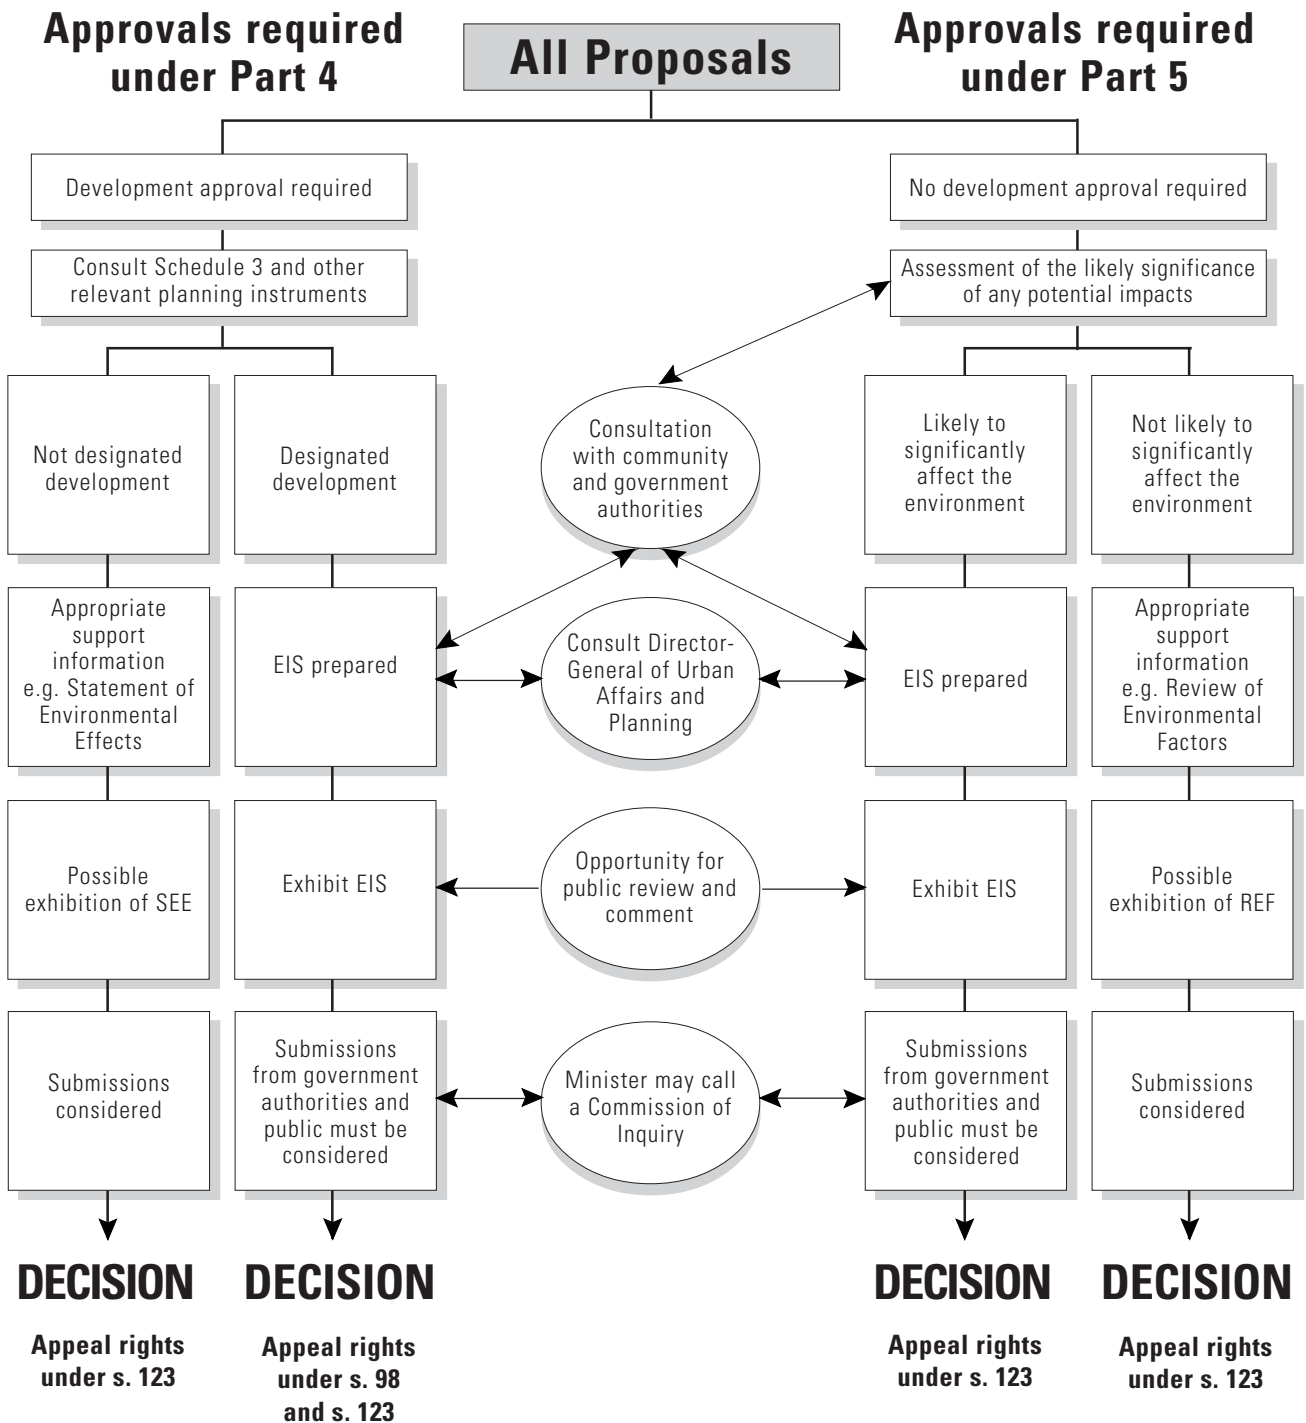 Approvals required
under Part 4
All Proposals
Approvals required
under Part 5
Development approval required
No development approval required
Consult Schedule 3 and other
relevant planning instruments
Assessment of the likely significance
of any potential impacts
Not designated
development
Designated
development
Consultation
with community
and government
authorities
Likely to
significantly
affect the
environment
Not likely to
significantly
affect the
environment
Appropriate
support
information
e.g. Statement of
Environmental
Effects
EIS prepared
Consult Director-
General of Urban
Affairs and
Planning
EIS prepared
Appropriate
support
information
e.g. Review of
Environmental
Factors
Possible
exhibition of SEE
Exhibit EIS
Opportunity for
public review and
comment
Exhibit EIS
Possible
exhibition of REF
Submissions
considered
Submissions
from government
authorities and
public must be
considered
Minister may call
a Commission of
Inquiry
Submissions
from government
authorities and
public must be
considered
Submissions
considered
DECISION
DECISION
DECISION
DECISION
Appeal rights
under s. 123
Appeal rights
under s. 98
and s. 123
Appeal rights
under s. 123
Appeal rights
under s. 123